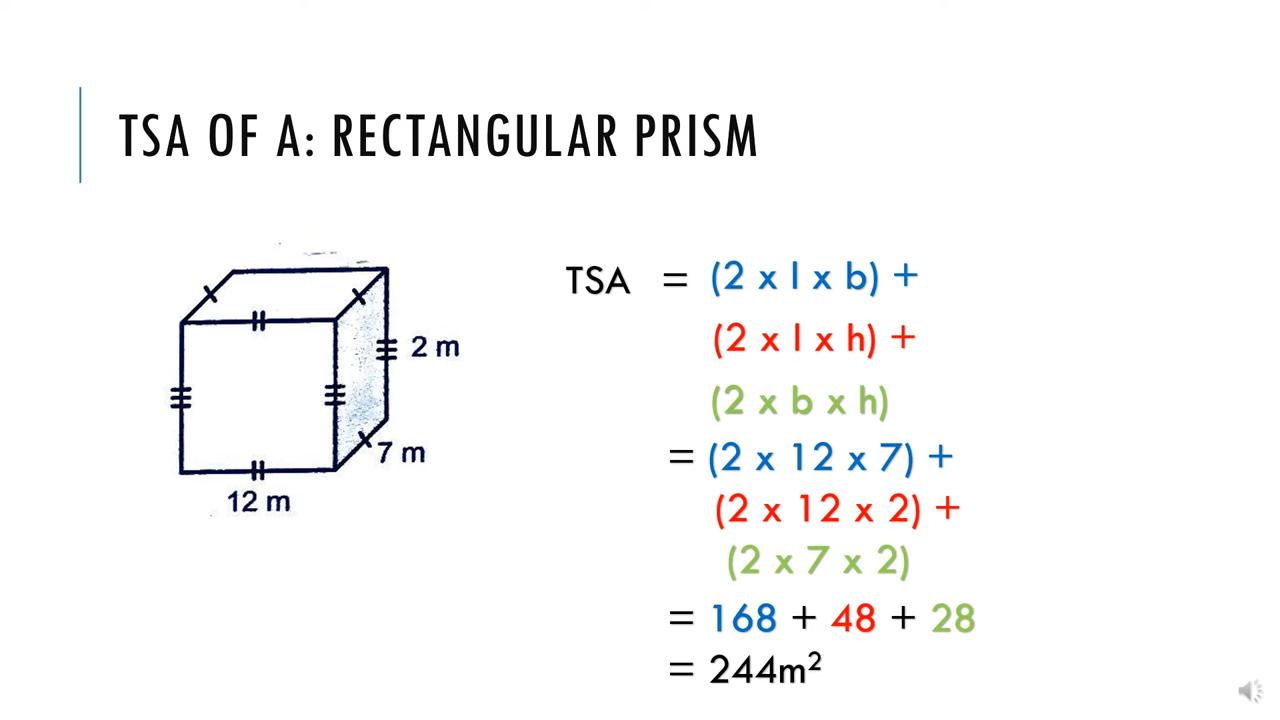 TSA OF A: RECTANGULAR PRISM
2 m
7 m
12 m
TSA = (2 x l x b) +
(2 x l x h) +
(2 x b x h)
= (2 x 12 x 7) +
(2 x 12 x 2) +
(2 x 7 x 2)
= 168 + 48 + 28
= 244m²